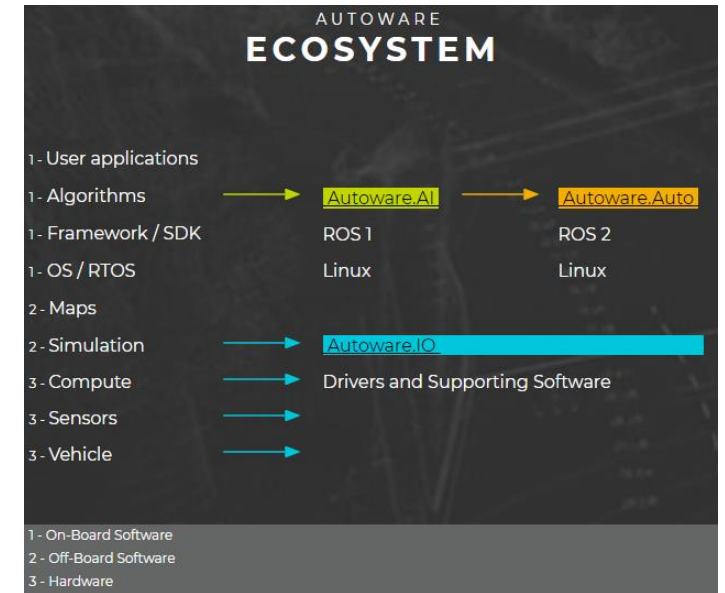 AUTOWARE
ECOSYSTEM
1 - User applications
1 - Algorithms Autoware.AI Autoware.Auto
1 - Framework / SDK ROS 1 ROS 2
1 - OS / RTOS Linux Linux
2 - Maps
2 - Simulation Autoware.IO
3 - Compute Drivers and Supporting Software
3 - Sensors
3 - Vehicle
1 - On-Board Software
2 - Off-Board Software
3 - Hardware